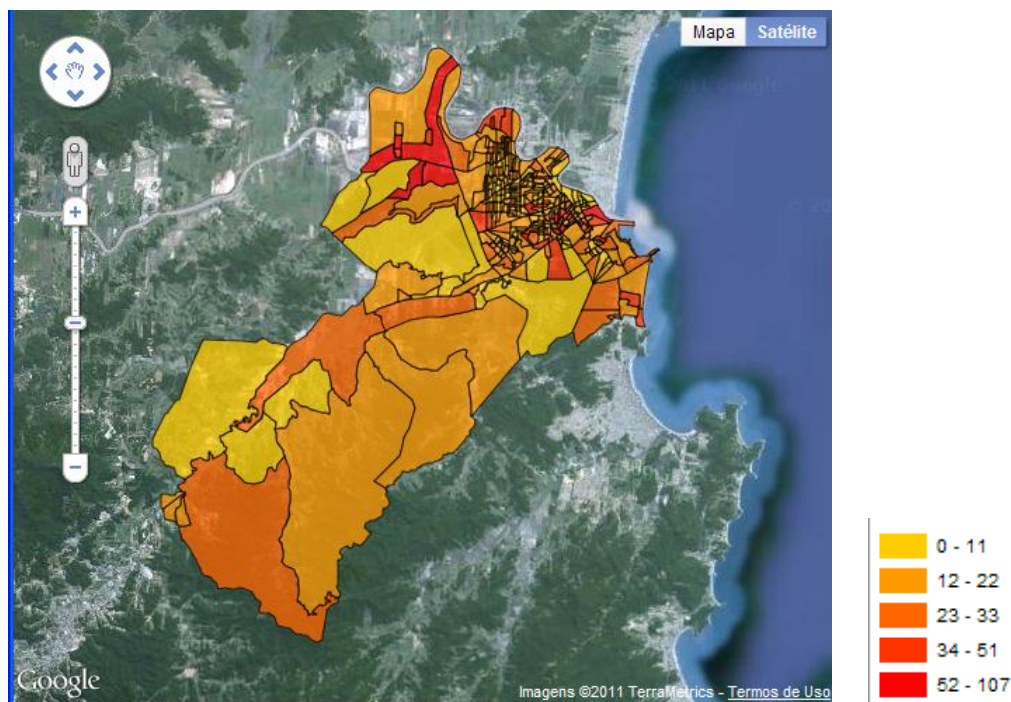 Mapa
Satélite
Google
Imagens ©2011 TerraMetrics - Termos de Uso
0 - 11
12 - 22
23 - 33
34 - 51
52 - 107